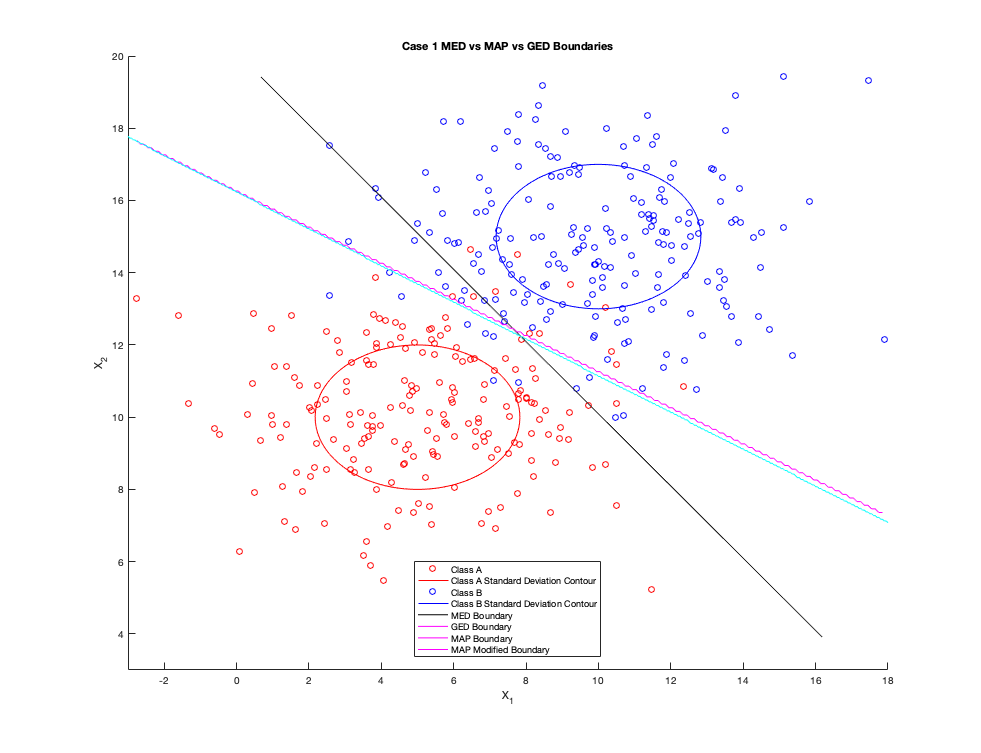 Case 1 MED vs MAP vs GED Boundaries
20
18
16
14
12
10
8
6
4
X2
-2 0 2 4 6 8 10 12 14 16 18
X1
Class A
Class A Standard Deviation Contour
Class B
Class B Standard Deviation Contour
MED Boundary
GED Boundary
MAP Boundary
MAP Modified Boundary